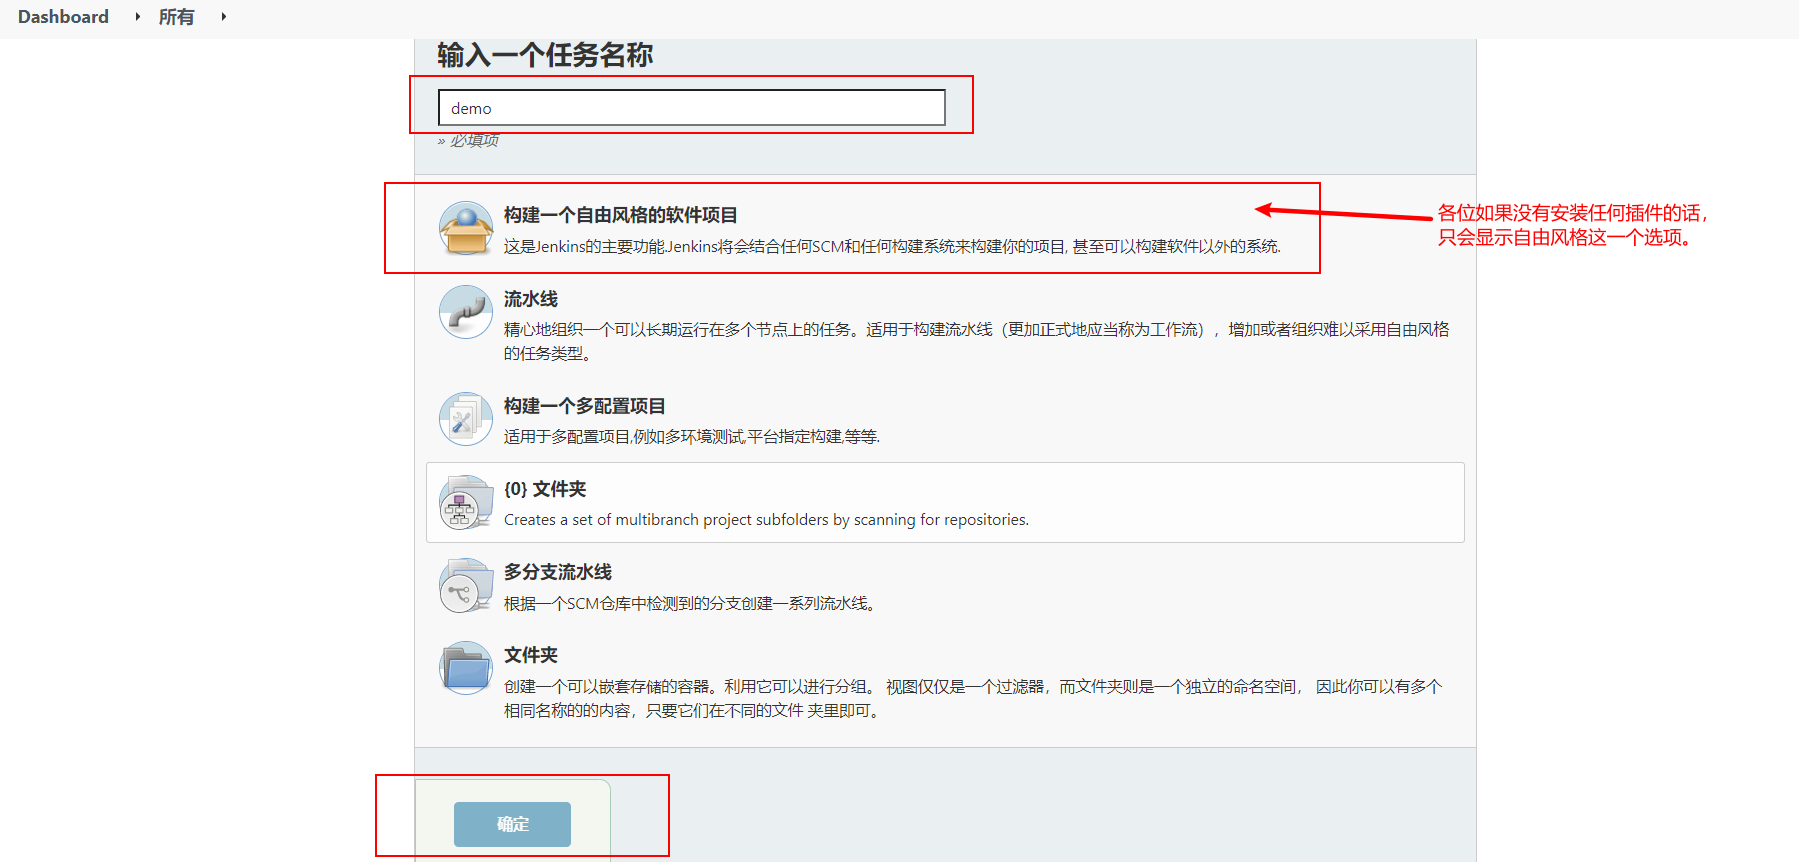 Dashboard 所有
输入一个任务名称
demo
» 必填项
构建一个自由风格的软件项目
这是Jenkins的主要功能.Jenkins将会结合任何SCM和任何构建系统来构建你的项目, 甚至可以构建软件以外的系统.
各位如果没有安装任何插件的话，
只会显示自由风格这一个选项。
流水线
精心地组织一个可以长期运行在多个节点上的任务。适用于构建流水线（更加正式地应当称为工作流），增加或者组织难以采用自由风格
的任务类型。
构建一个多配置项目
适用于多配置项目,例如多环境测试,平台指定构建,等等.
{0} 文件夹
Creates a set of multibranch project subfolders by scanning for repositories.
多分支流水线
根据一个SCM仓库中检测到的分支创建一系列流水线。
文件夹
创建一个可以嵌套存储的容器。利用它可以进行分组。 视图仅仅是一个过滤器，而文件夹则是一个独立的命名空间， 因此你可以有多个
相同名称的的内容，只要它们在不同的文件 夹里即可。
确定